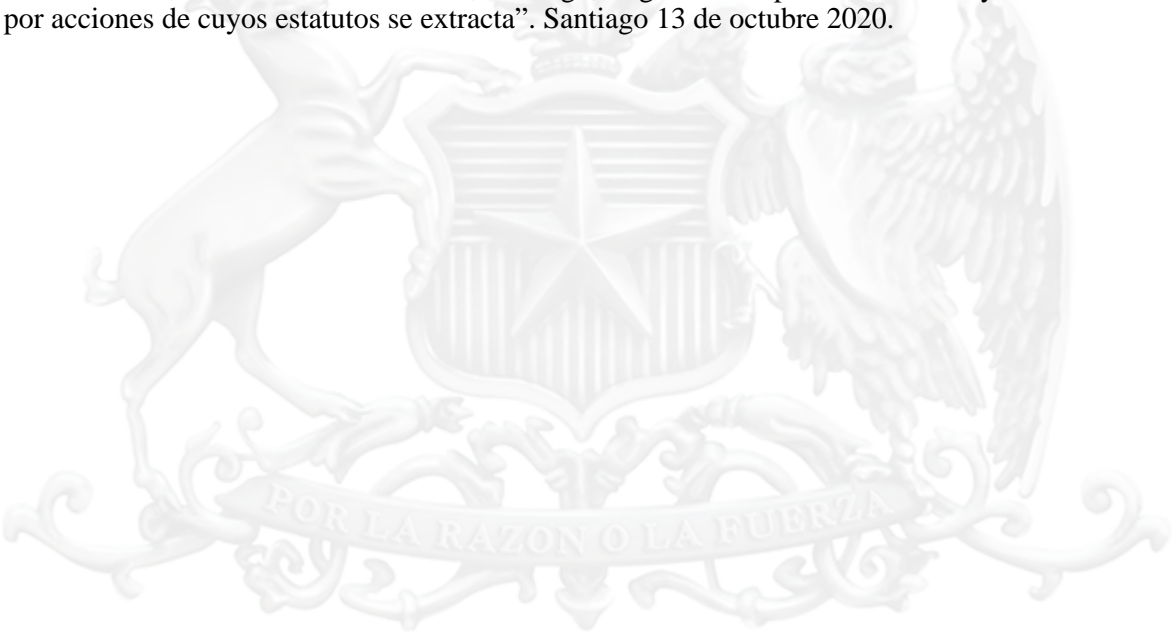 por acciones de cuyos estatutos se extracta”. Santiago 13 de octubre 2020.
POR LA RAZON O LA FUERZA